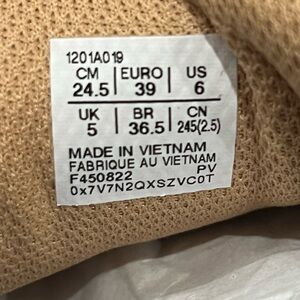 1201A019
CM EURO US
24.5 39 6
UK BR CN
5 36.5 245(2.5)
MADE IN VIETNAM
FABRIQUE AU VIETNAM
F450822 PV
0x7V7N2QXSZVC0T